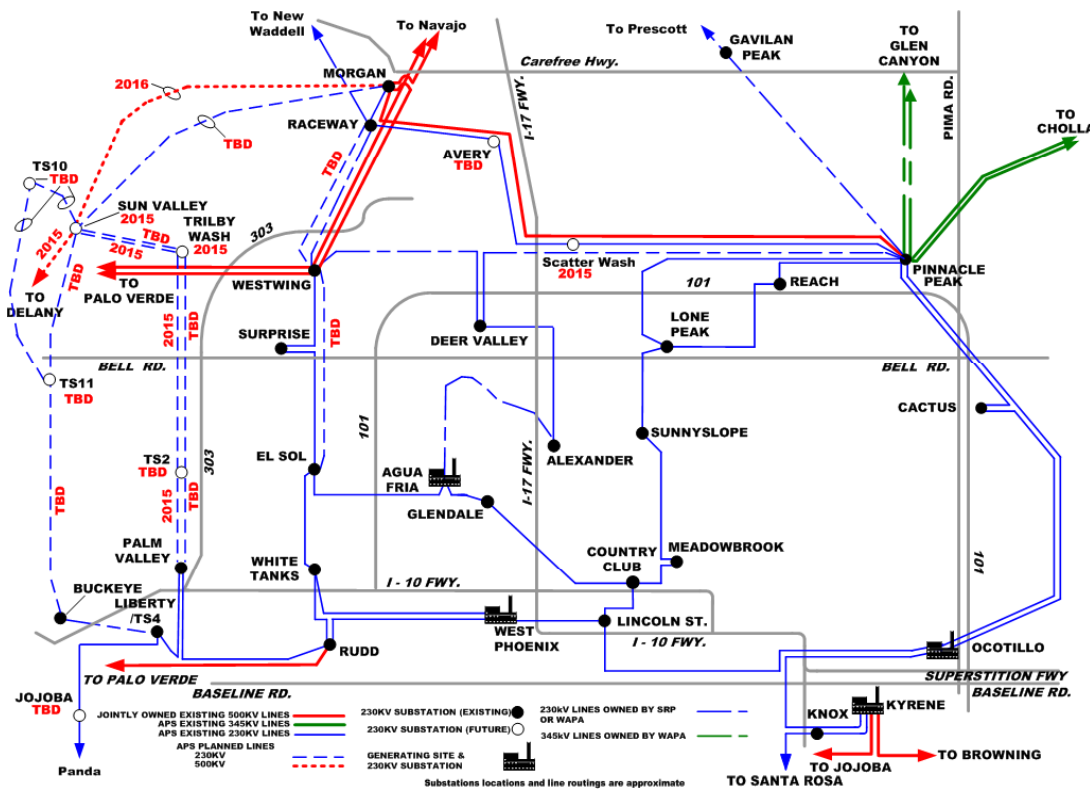 To New
Waddell
To Navajo
To Prescott
GAVILAN
PEAK
TO
GLEN
CANYON
Carefree Hwy.
2016
MORGAN
I-17 FWY.
PIMA RD.
TO
CHOLLA
RACEWAY
TBD
AVERY
TBD
TBD
TS10
TBD
SUN VALLEY
2015
TRILBY
WASH
2015
303
2015
TBD
2015
TBD
Scatter Wash
2015
TO
DELANY
TO
PALO VERDE
WESTWING
101
REACH
PINNACLE
PEAK
2015
TBD
SURPRISE
TBD
DEER VALLEY
LONE
PEAK
BELL RD.
BELL RD.
TS11
TBD
101
CACTUS
303
EL SOL
AGUA
FRIA
GLENDALE
I-17 FWY.
ALEXANDER
SUNNYSLOPE
TS2
TBD
TBD
2015
TBD
PALM
VALLEY
WHITE
TANKS
COUNTRY
CLUB
MEADOWBROOK
101
I - 10 FWY.
BUCKEYE
LIBERTY
/TS4
WEST
PHOENIX
LINCOLN ST.
I - 10 FWY.
RUDD
OCOTILLO
TO PALO VERDE
SUPERSTITION FWY
BASELINE RD.
BASELINE RD.
JOJOBA
TBD
Panda
KNOX
KYRENE
TO JOJOBA
TO BROWNING
TO SANTA ROSA
JOINTLY OWNED EXISTING 500KV LINES
APS EXISTING 345KV LINES
APS EXISTING 230KV LINES
APS PLANNED LINES
230KV
500KV
230KV SUBSTATION (EXISTING)
230KV SUBSTATION (FUTURE)
GENERATING SITE &
230KV SUBSTATION
230kV LINES OWNED BY SRP
OR WAPA
345kV LINES OWNED BY WAPA
Substations locations and line routings are approximate